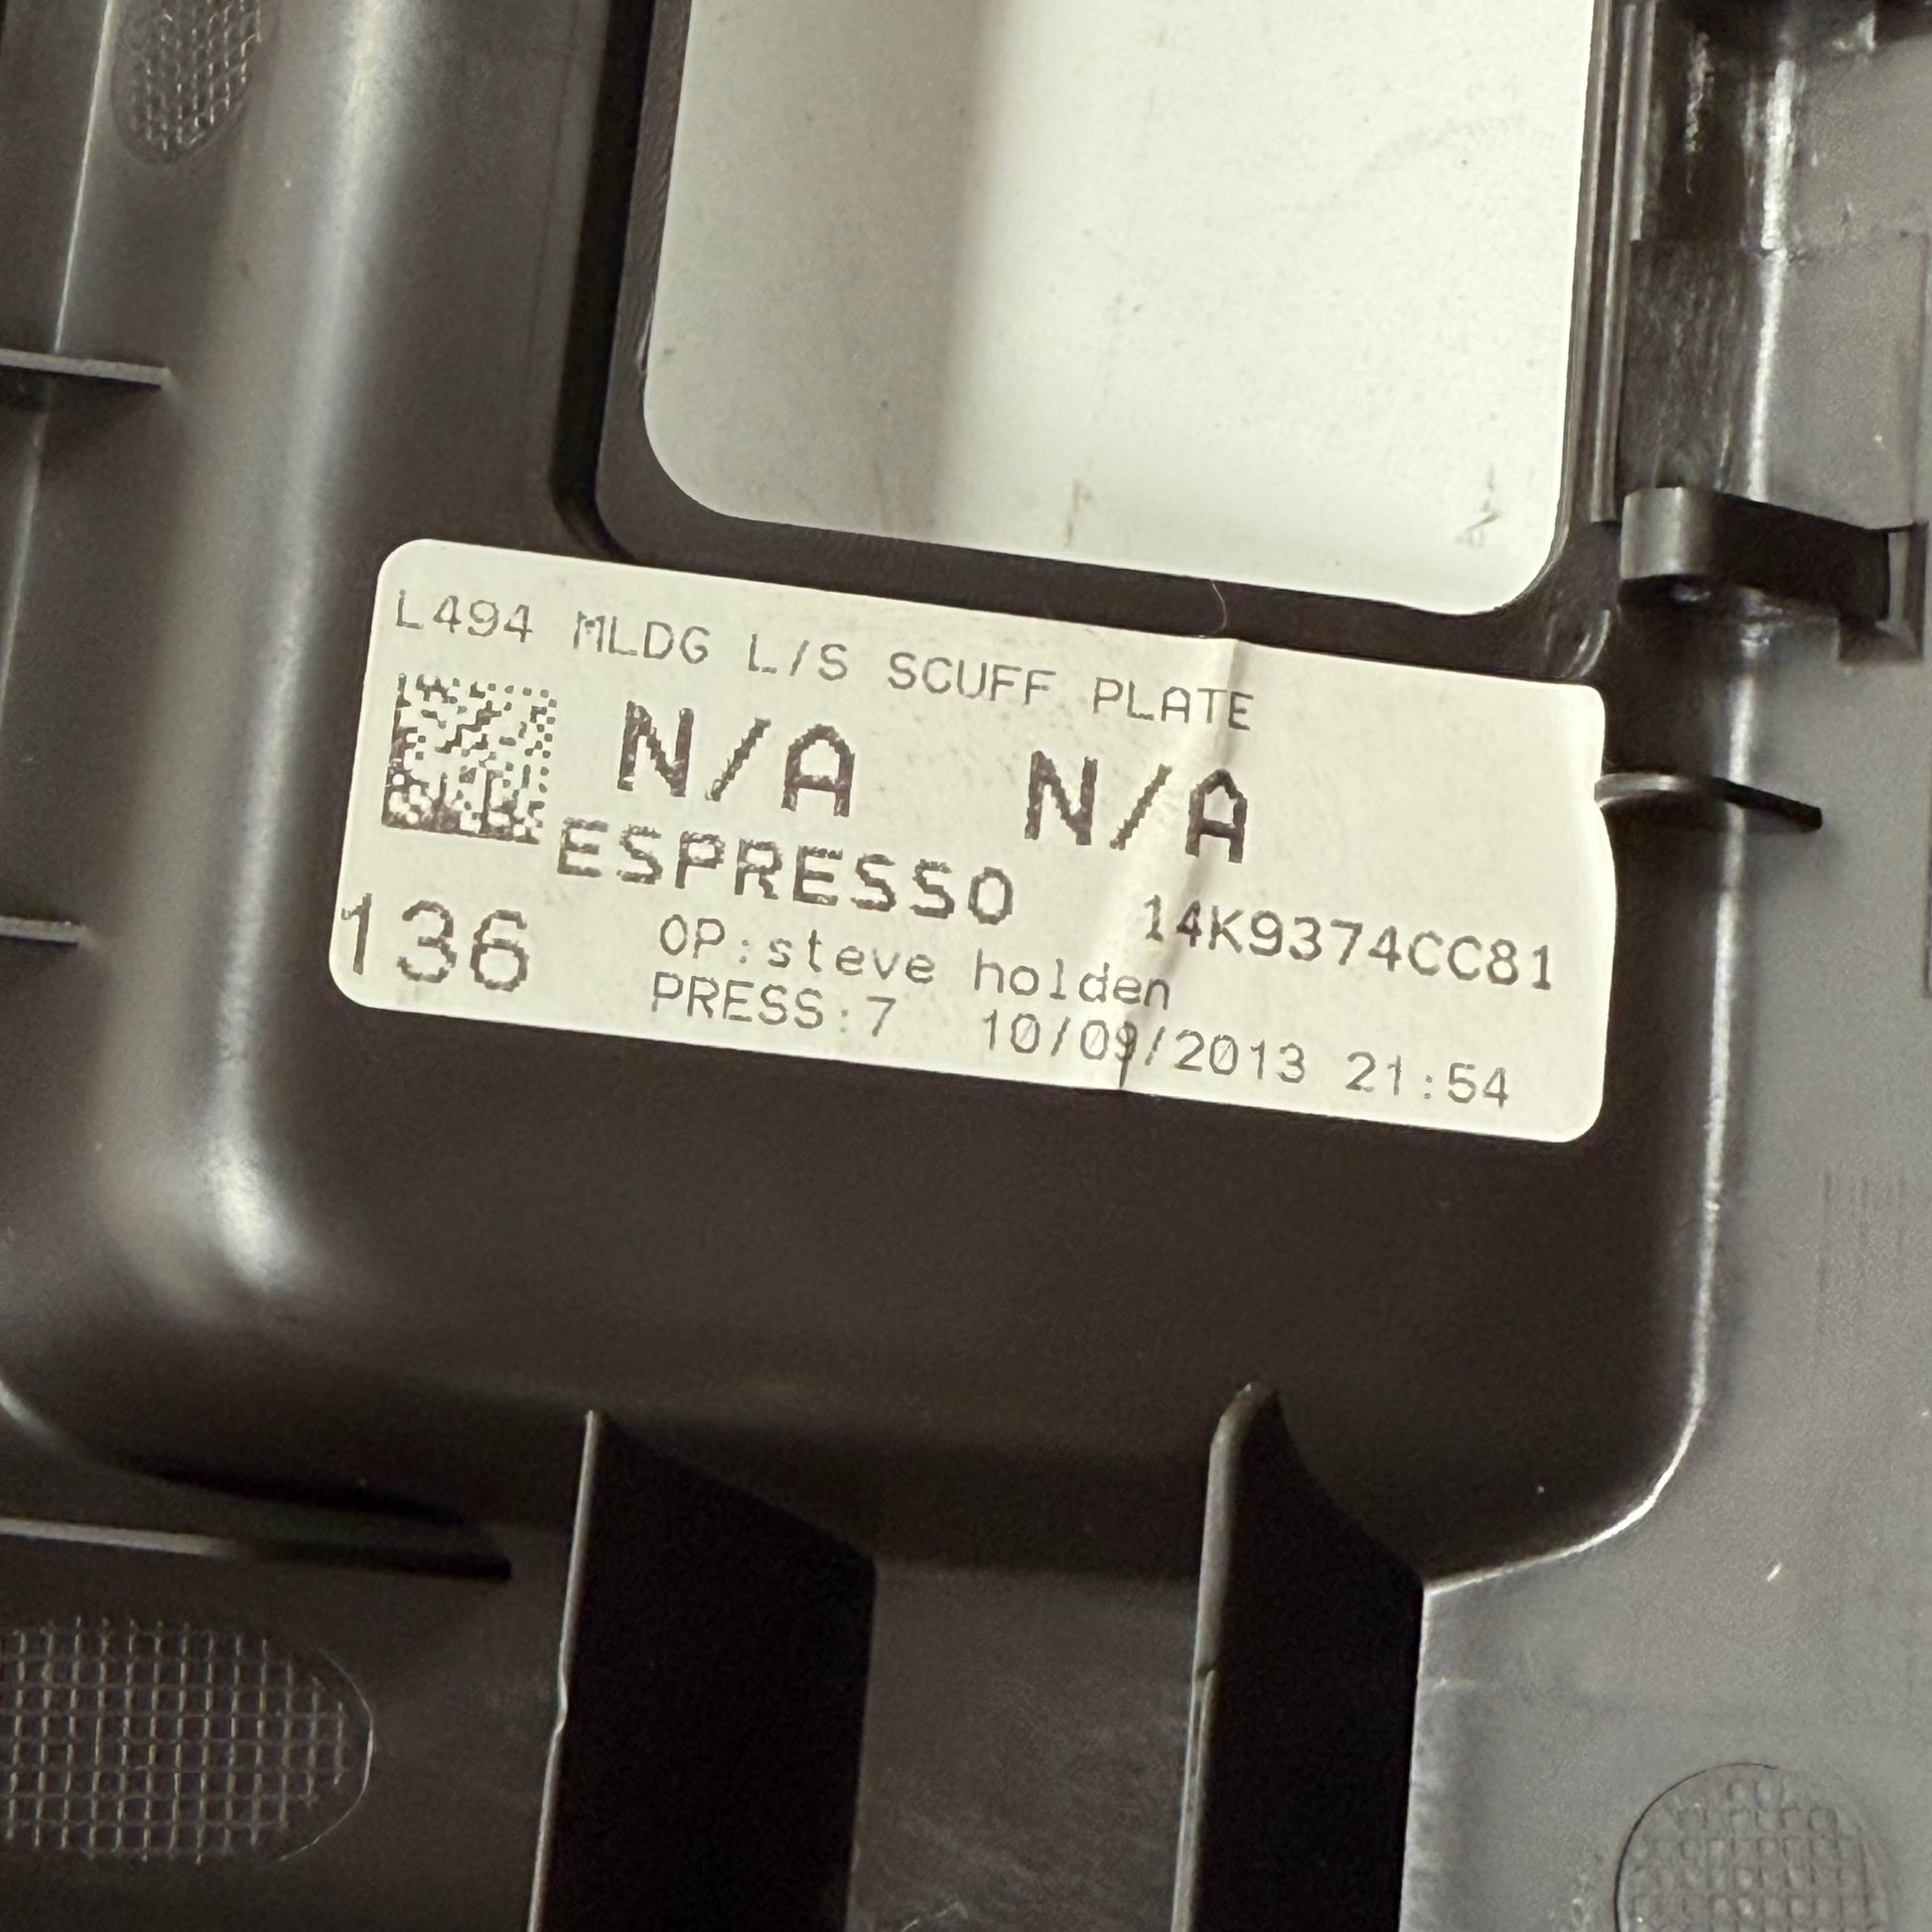 L494 MLDG L/S SCUFF PLATE
N/A N/A
ESPRESSO
14K9374CC81
136
OP:steve holden
PRESS:7 10/09/2013 21:54